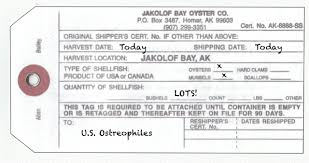 JAKOLOF BAY OYSTER CO.
P.O. Box 3487, Homer, AK 99603
(907) 299-3351 Cert. No. AK-6888-SS
ORIGINAL SHIPPER'S CERT. NO. IF OTHER THAN ABOVE:
HARVEST DATE: Today SHIPPING DATE: Today
HARVEST LOCATION: JAKOLOF BAY, AK
TYPE OF SHELLFISH: OYSTERS x HARD CLAMS
PRODUCT OF USA or CANADA MUSSELS x SCALLOPS
QUANTITY OF SHELLFISH:
LOTS!
BUSHEL COUNT LBS OTHER
THIS TAG IS REQUIRED TO BE ATTACHED UNTIL CONTAINER IS EMPTY
OR IS RETAGGED AND THEREAFTER KEPT ON FILE FOR 90 DAYS.
TO: RESHIPPER'S CERT. NO. DATES RESHIPPED
U.S. Ostreophiles